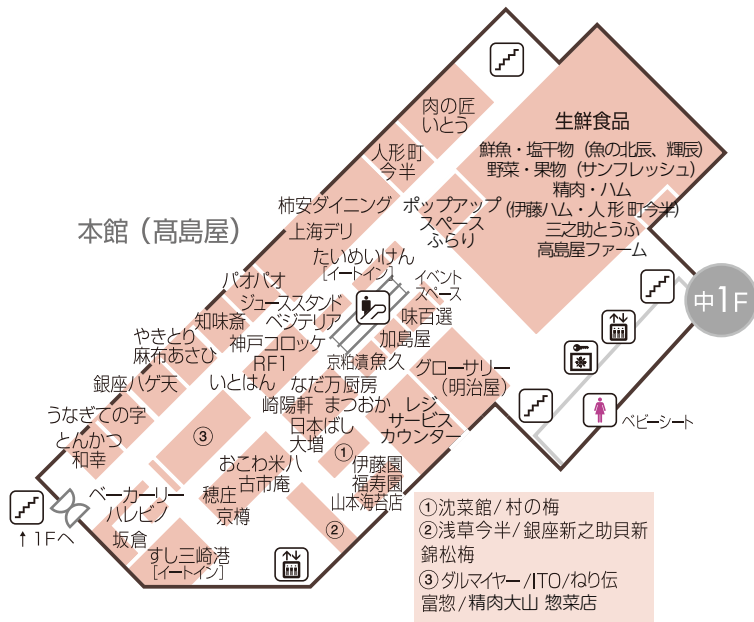 肉の匠
いとう
人形町
今半
生鮮食品
鮮魚・塩干物（魚の北辰、輝辰）
野菜・果物（サンフレッシュ）
精肉・ハム
（伊藤ハム・人形町今半）
三之助とうふ
高島屋ファーム
柿安ダイニング
上海デリ
ポップアップ
スペース
ふらり
本館（髙島屋）
たいめいけん
[イートイン]
イベント
スペース
中1F
パオパオ
ジューススタンド
ベジテリア
知味斎
味百選
加島屋
やきとり
麻布あさひ
神戸コロッケ
RF1
京粕漬魚久
グローサリー
（明治屋）
銀座ハゲ天
いとはん
なだ万厨房
崎陽軒
まつおか
レジ
サービス
カウンター
ベビーシート
うなぎての字
とんかつ
和幸
③
日本ばし
大増
①
おこわ米八
古市庵
伊藤園
福寿園
山本海苔店
ベーカーリー
ハレビノ
穂庄
京樽
②
↑1Fへ
坂倉
すし三崎港
[イートイン]
①沈菜館/村の梅
②浅草今半/銀座新之助貝新
錦松梅
③ダルマイヤー/ITO/ねり伝
富惣/精肉大山 惣菜店